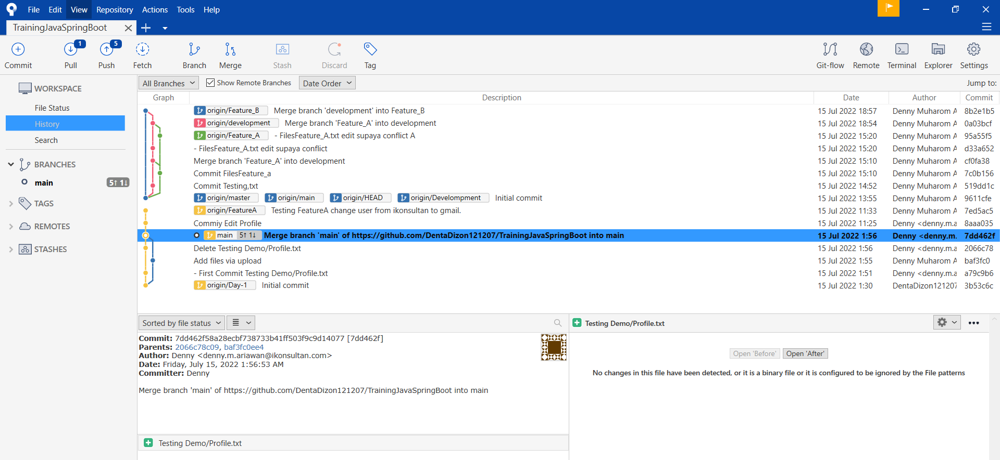 File Edit View Repository Actions Tools Help
TrainingJavaSpringBoot
1 5
Commit Pull Push Fetch Branch Merge Stash Discard Tag Git-flow Remote Terminal Explorer Settings
All Branches Show Remote Branches Date Order Jump to:
WORKSPACE
File Status
History
Search
BRANCHES
main 5↑ 1↓
TAGS
REMOTES
STASHES
Graph Description Date Author Commit
origin/Feature_B Merge branch 'development' into Feature_B 15 Jul 2022 18:57 Denny Muharom A 8b2e1b5
origin/development Merge branch 'Feature_A' into development 15 Jul 2022 18:54 Denny Muharom A 0a03bcf
origin/Feature_A - FilesFeature_A.txt edit supaya conflict A 15 Jul 2022 15:20 Denny Muharom A 95a55f5
- FilesFeature_A.txt edit supaya conflict 15 Jul 2022 15:20 Denny Muharom A d33a652
Merge branch 'Feature_A' into development 15 Jul 2022 15:10 Denny Muharom A cf0fa38
Commit FilesFeature_a 15 Jul 2022 15:10 Denny Muharom A 7c0b156
Commit Testing,txt 15 Jul 2022 14:52 Denny Muharom A 519dd1c
origin/master origin/main origin/HEAD origin/Develompment Initial commit 15 Jul 2022 13:55 Denny Muharom A 9611cfe
origin/FeatureA Testing FeatureA change user from ikonsultan to gmail. 15 Jul 2022 11:33 Denny Muharom A 7ed5ac5
Commiy Edit Profile 15 Jul 2022 11:25 Denny <denny.m.a 8aaa035
main 5↑ 1↓ Merge branch 'main' of https://github.com/DentaDizon121207/TrainingJavaSpringBoot into main 15 Jul 2022 1:56 Denny <denny.m. 7dd462f
Delete Testing Demo/Profile.txt 15 Jul 2022 1:56 Denny <denny.m.a 2066c78
Add files via upload 15 Jul 2022 1:55 Denny Muharom A baf3fc0
- First Commit Testing Demo/Profile.txt 15 Jul 2022 1:51 Denny <denny.m.a a79c9b6
origin/Day-1 Initial commit 15 Jul 2022 1:30 DentaDizon121207 3b53c6c
Sorted by file status
Commit: 7dd462f58a28ecbf738733b41ff503f9c9d14077 [7dd462f]
Parents: 2066c78c09, baf3fc0ee4
Author: Denny <denny.m.ariawan@ikonsultan.com>
Date: Friday, July 15, 2022 1:56:53 AM
Committer: Denny
Merge branch 'main' of https://github.com/DentaDizon121207/TrainingJavaSpringBoot into main
Testing Demo/Profile.txt
Testing Demo/Profile.txt
Open 'Before' Open 'After'
No changes in this file have been detected, or it is a binary file or it is configured to be ignored by the File patterns